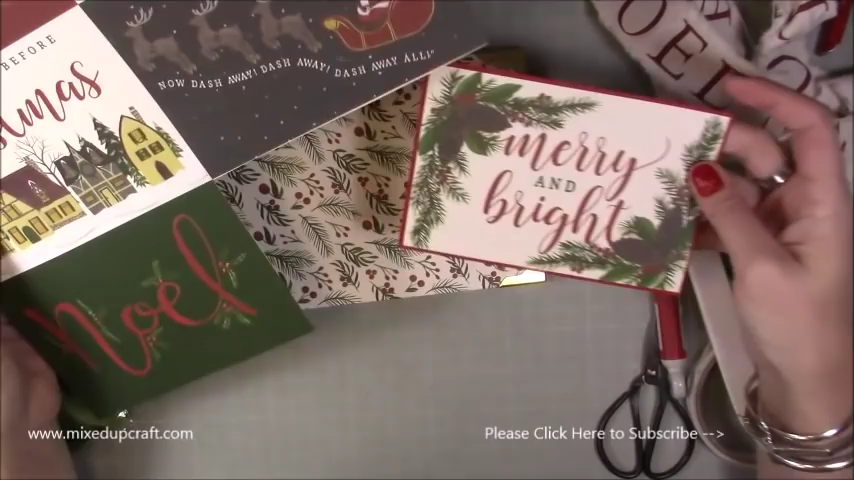 BEFORE
stmas
NOW DASH AWAY! DASH AWAY! DASH AWAY ALL!"
merry
AND
bright
noel
NOEL
www.mixedupcraft.com
Please Click Here to Subscribe -->